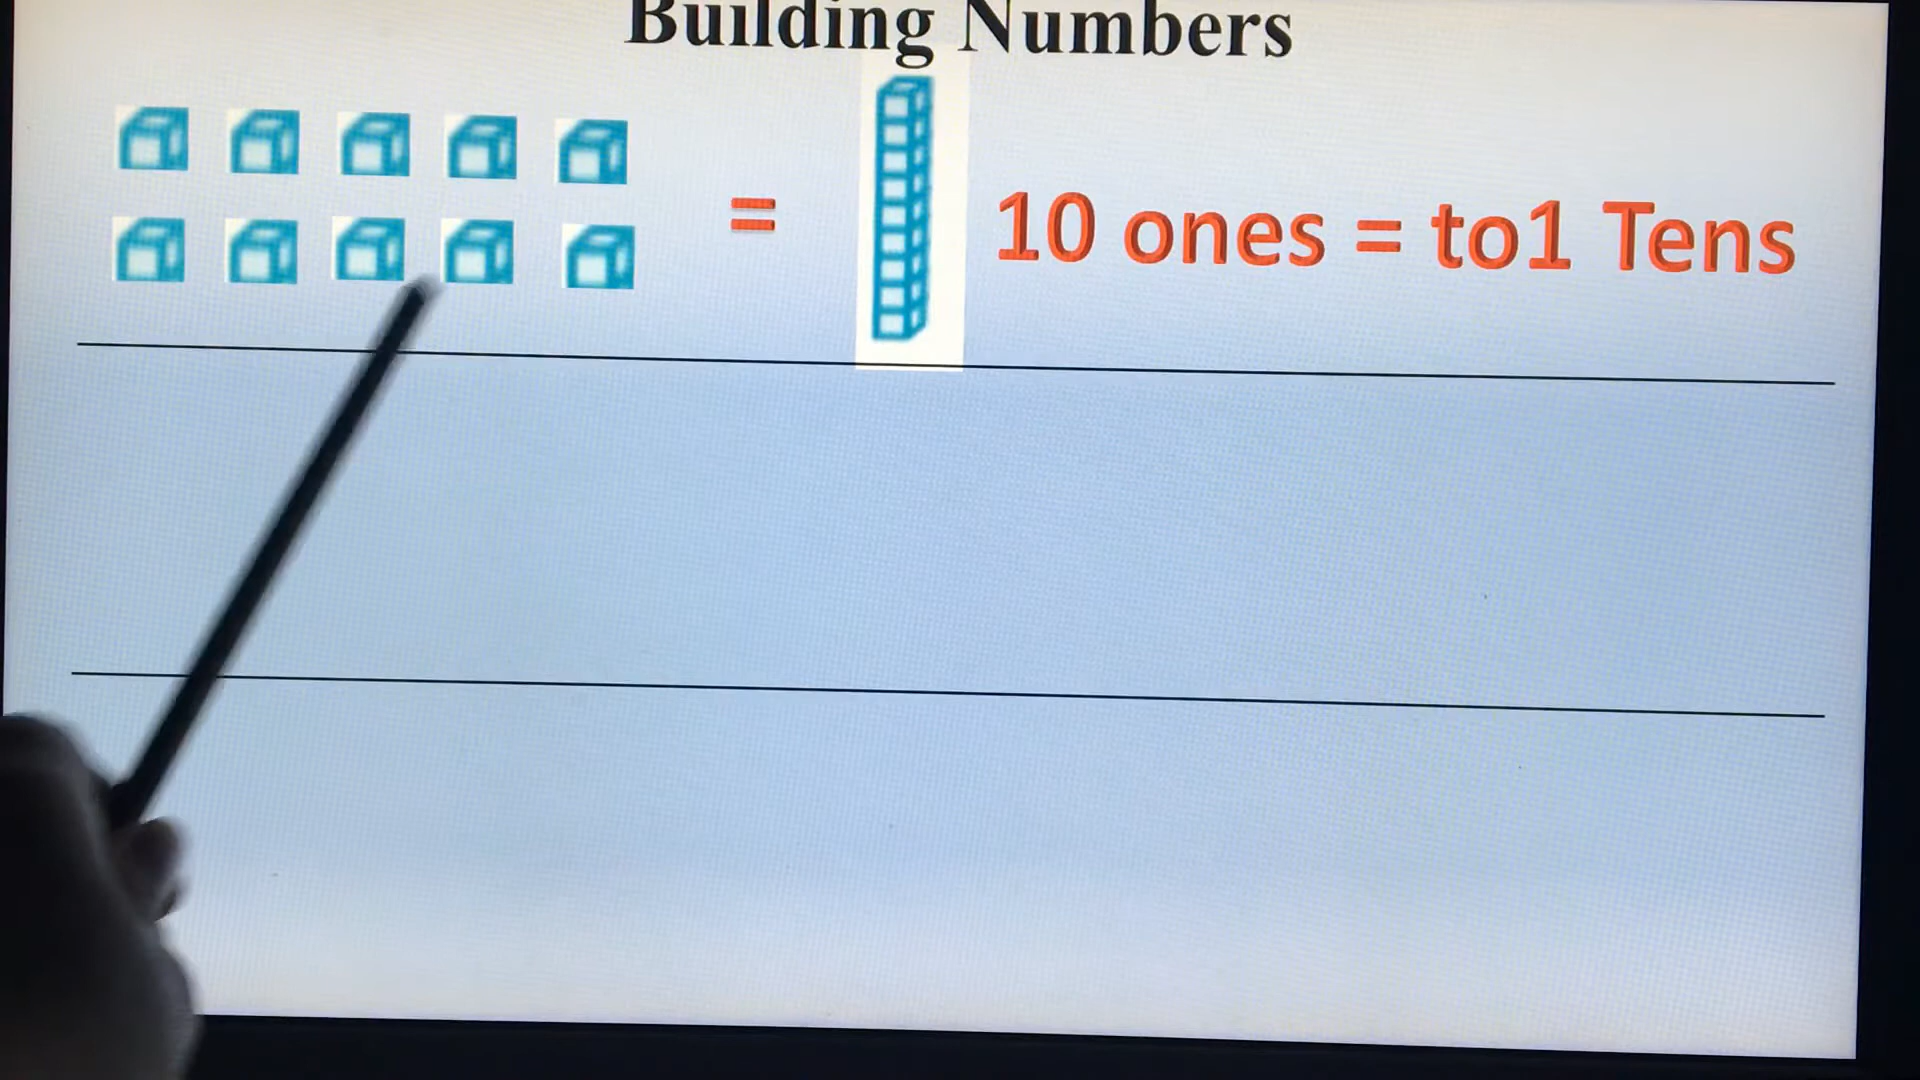 Building Numbers
= 10 ones = to1 Tens